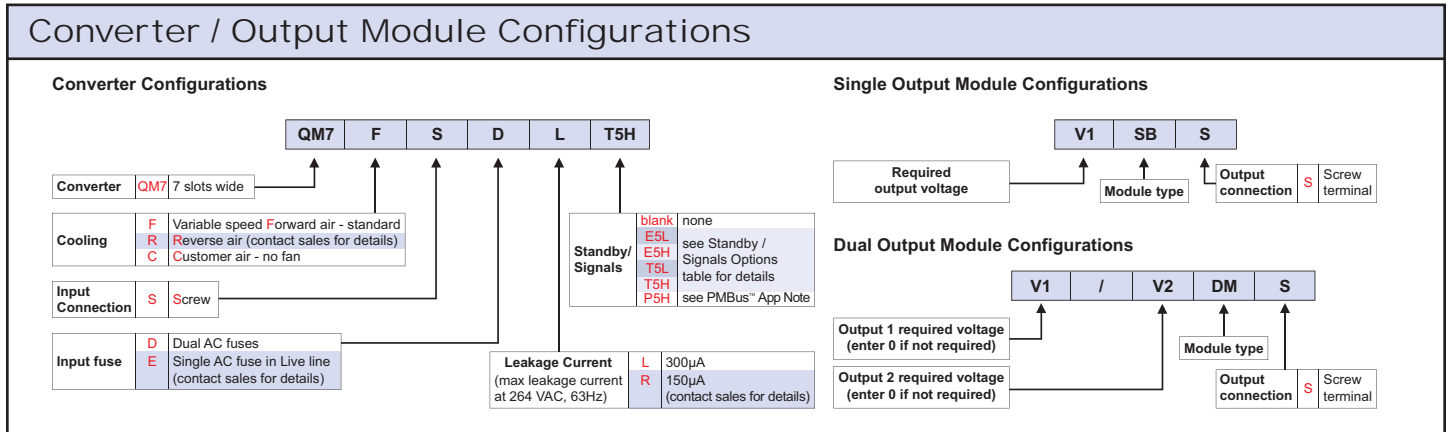 Converter / Output Module Configurations
Converter Configurations
QM7 F S D L T5H
Converter QM7 7 slots wide
Cooling
F Variable speed Forward air - standard
R Reverse air (contact sales for details)
C Customer air - no fan
Input
Connection
S Screw
Input fuse
D Dual AC fuses
E Single AC fuse in Live line
(contact sales for details)
Standby/
Signals
blank none
E5L
E5H
T5L
T5H
see Standby /
Signals Options
table for details
P5H see PMBus™ App Note
Leakage Current
(max leakage current
at 264 VAC, 63Hz)
L 300µA
R 150µA
(contact sales for details)
Single Output Module Configurations
V1 SB S
Required
output voltage
Module type
Output
connection
S
Screw
terminal
Dual Output Module Configurations
V1 / V2 DM S
Output 1 required voltage
(enter 0 if not required)
Output 2 required voltage
(enter 0 if not required)
Module type
Output
connection
S
Screw
terminal